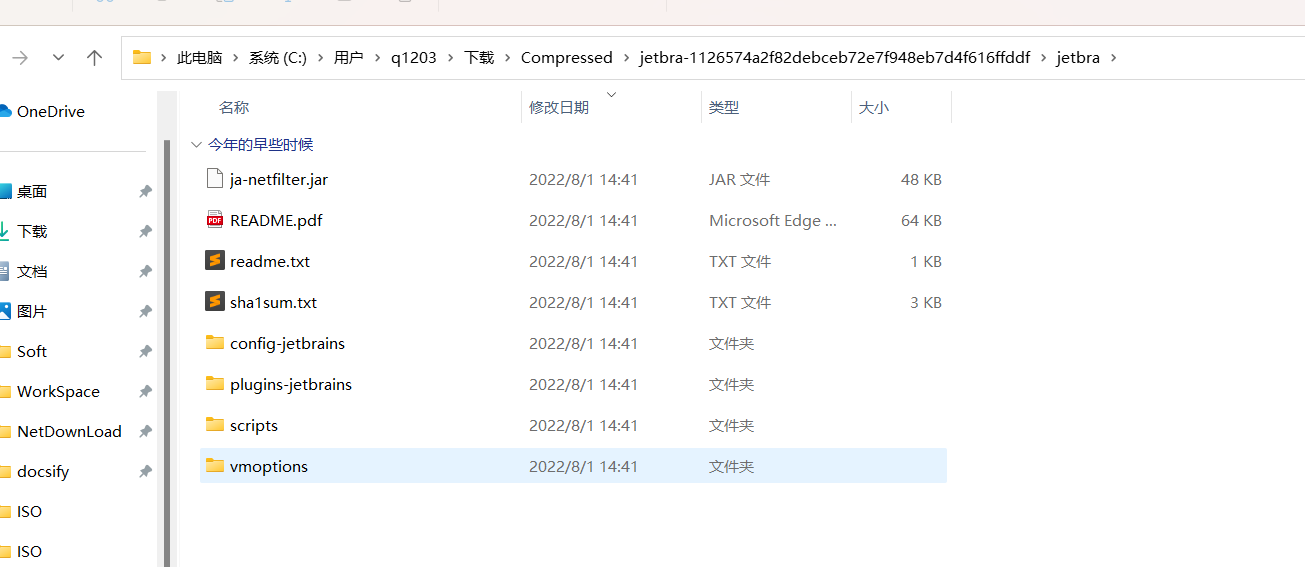 此电脑 > 系统 (C:) > 用户 > q1203 > 下载 > Compressed > jetbra-1126574a2f82debceb72e7f948eb7d4f616ffddf > jetbra >
OneDrive
桌面
下载
文档
图片
Soft
WorkSpace
NetDownLoad
docsify
ISO
ISO
名称 修改日期 类型 大小
今年的早些时候
ja-netfilter.jar 2022/8/1 14:41 JAR 文件 48 KB
README.pdf 2022/8/1 14:41 Microsoft Edge ... 64 KB
readme.txt 2022/8/1 14:41 TXT 文件 1 KB
sha1sum.txt 2022/8/1 14:41 TXT 文件 3 KB
config-jetbrains 2022/8/1 14:41 文件夹
plugins-jetbrains 2022/8/1 14:41 文件夹
scripts 2022/8/1 14:41 文件夹
vmoptions 2022/8/1 14:41 文件夹